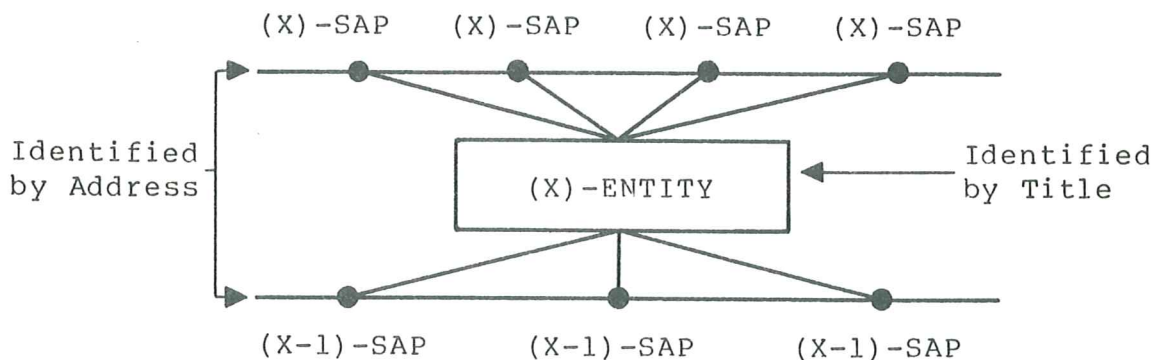 (X)-SAP (X)-SAP (X)-SAP (X)-SAP
Identified
by Address
(X)-ENTITY
Identified
by Title
(X-1)-SAP (X-1)-SAP (X-1)-SAP